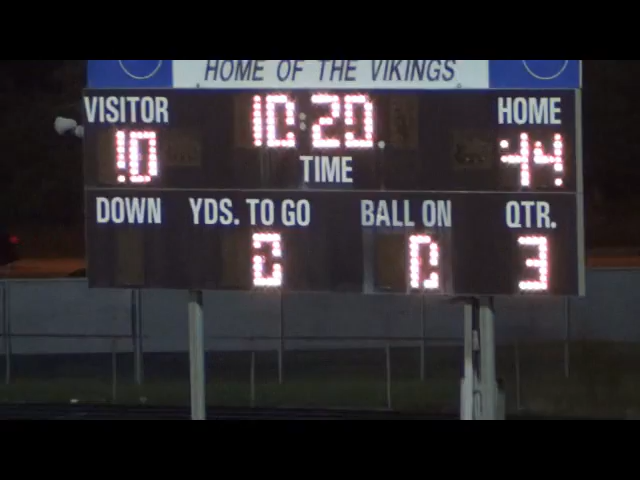 HOME OF THE VIKINGS
VISITOR 10:20 HOME
10 TIME 44
DOWN YDS. TO GO BALL ON QTR.
0 0 3